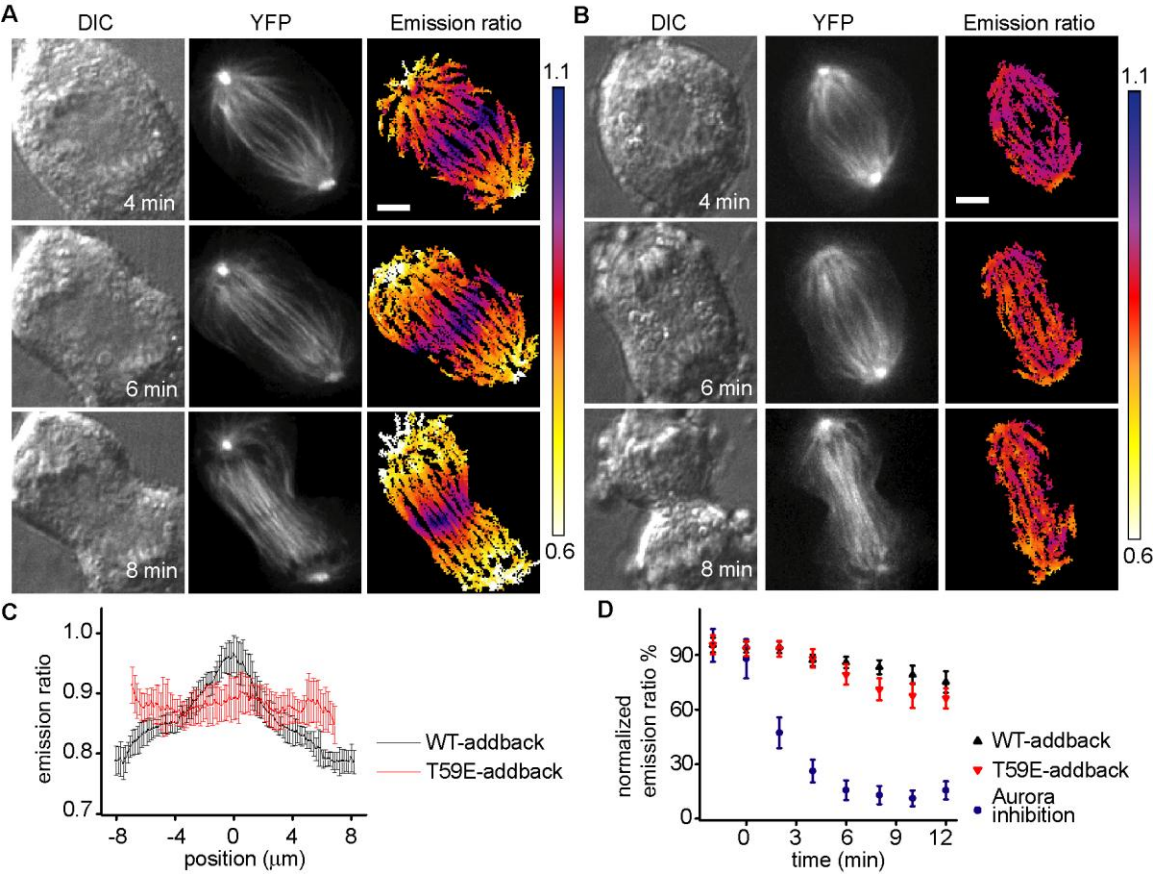 A
DIC
YFP
Emission ratio
4 min
6 min
8 min
1.1
0.6
B
DIC
YFP
Emission ratio
4 min
6 min
8 min
1.1
0.6
C
emission ratio
1.0
0.9
0.8
0.7
-8
-4
0
4
8
position (μm)
WT-addback
T59E-addback
D
normalized
emission ratio %
90
60
30
0
0
3
6
9
12
time (min)
WT-addback
T59E-addback
Aurora
inhibition